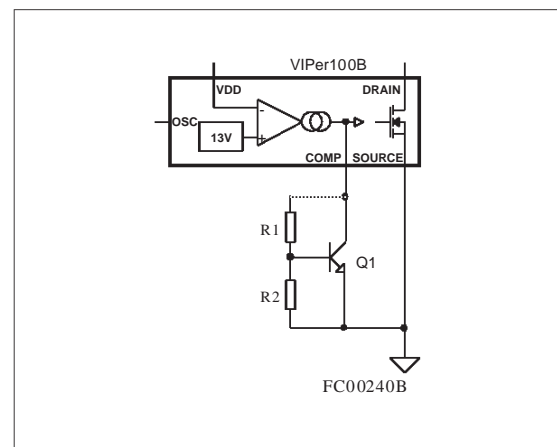 VIPer100B
VDD
DRAIN
OSC
-
13V
+
COMP SOURCE
R1
Q1
R2
FC00240B